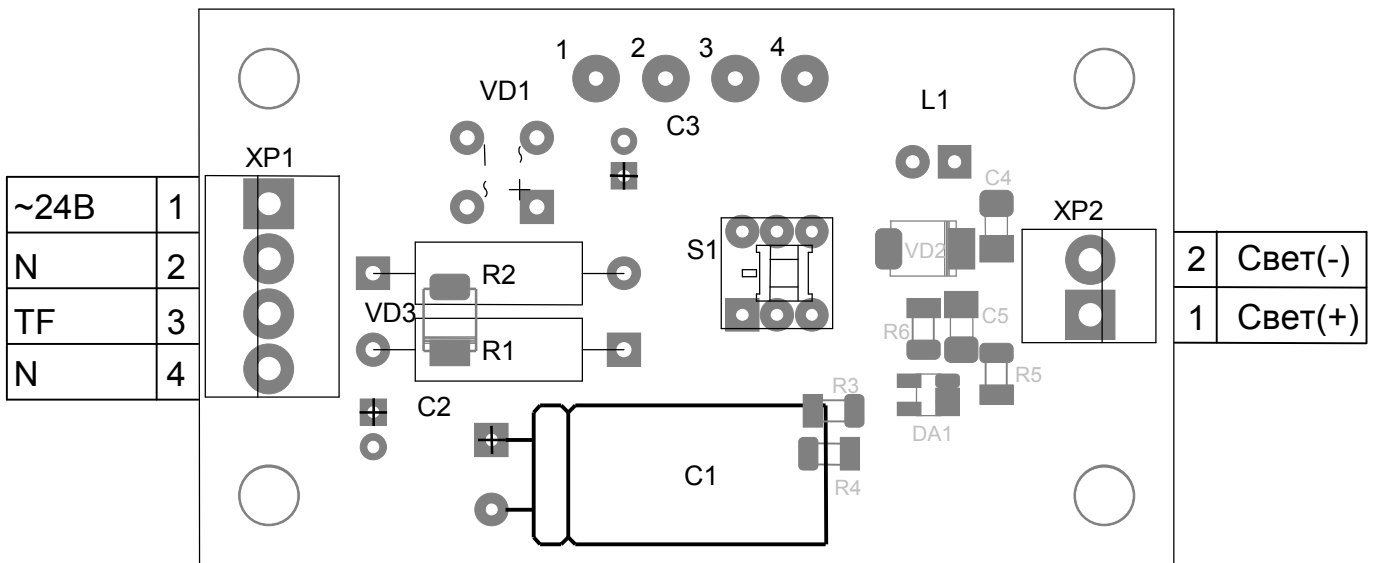 1 2 3 4
VD1
L1
C3
XP1
C4
~24В 1
XP2
N 2
TF 3
N 4
S1
VD2
2 Свет(-)
1 Свет(+)
R2
VD3
R6
C5
R1
R5
R3
C2
DA1
C1
R4